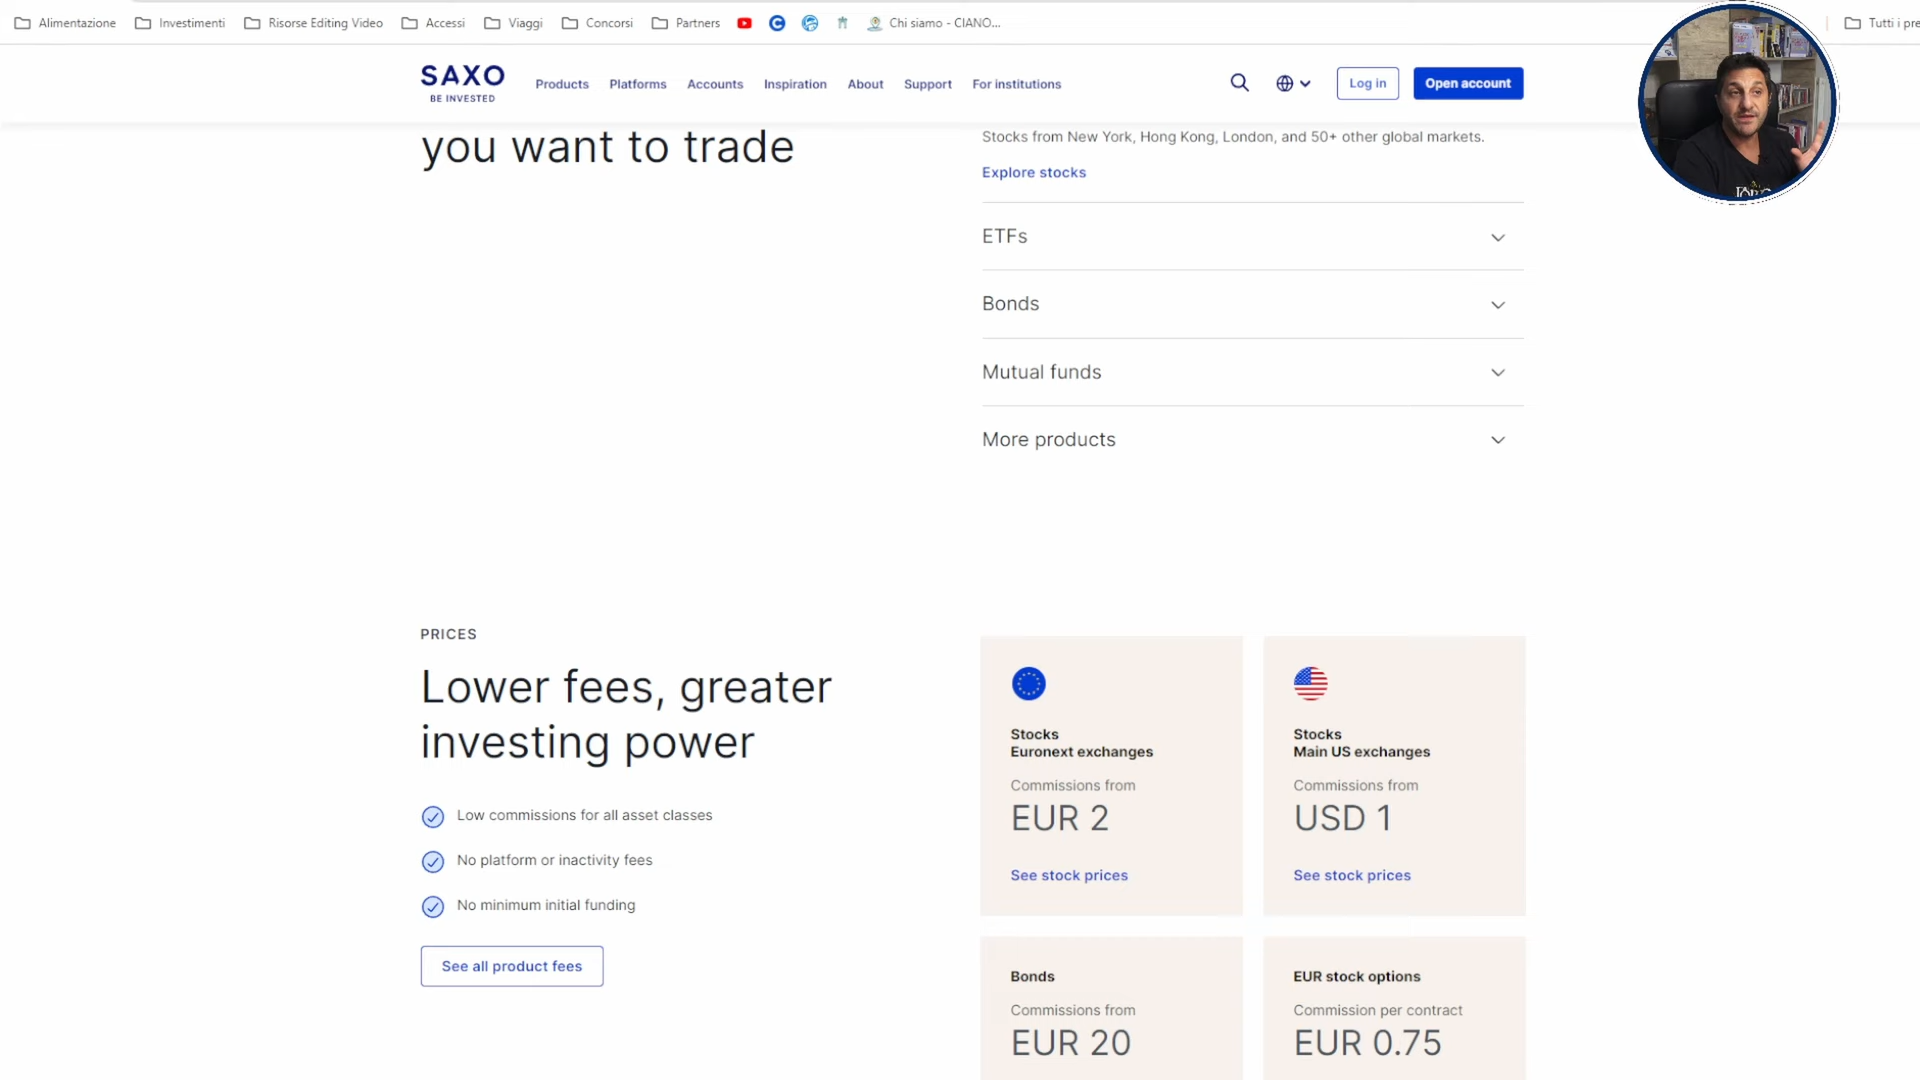 Alimentazione
Investimenti
Risorse Editing Video
Accessi
Viaggi
Concorsi
Partners
Chi siamo - CIANO...
Tutti i pre
SAXO
BE INVESTED
Products
Platforms
Accounts
Inspiration
About
Support
For institutions
Log in
Open account
you want to trade
Stocks from New York, Hong Kong, London, and 50+ other global markets.
Explore stocks
ETFs
Bonds
Mutual funds
More products
PRICES
Lower fees, greater
investing power
Low commissions for all asset classes
No platform or inactivity fees
No minimum initial funding
See all product fees
Stocks
Euronext exchanges
Commissions from
EUR 2
See stock prices
Stocks
Main US exchanges
Commissions from
USD 1
See stock prices
Bonds
Commissions from
EUR 20
EUR stock options
Commission per contract
EUR 0.75